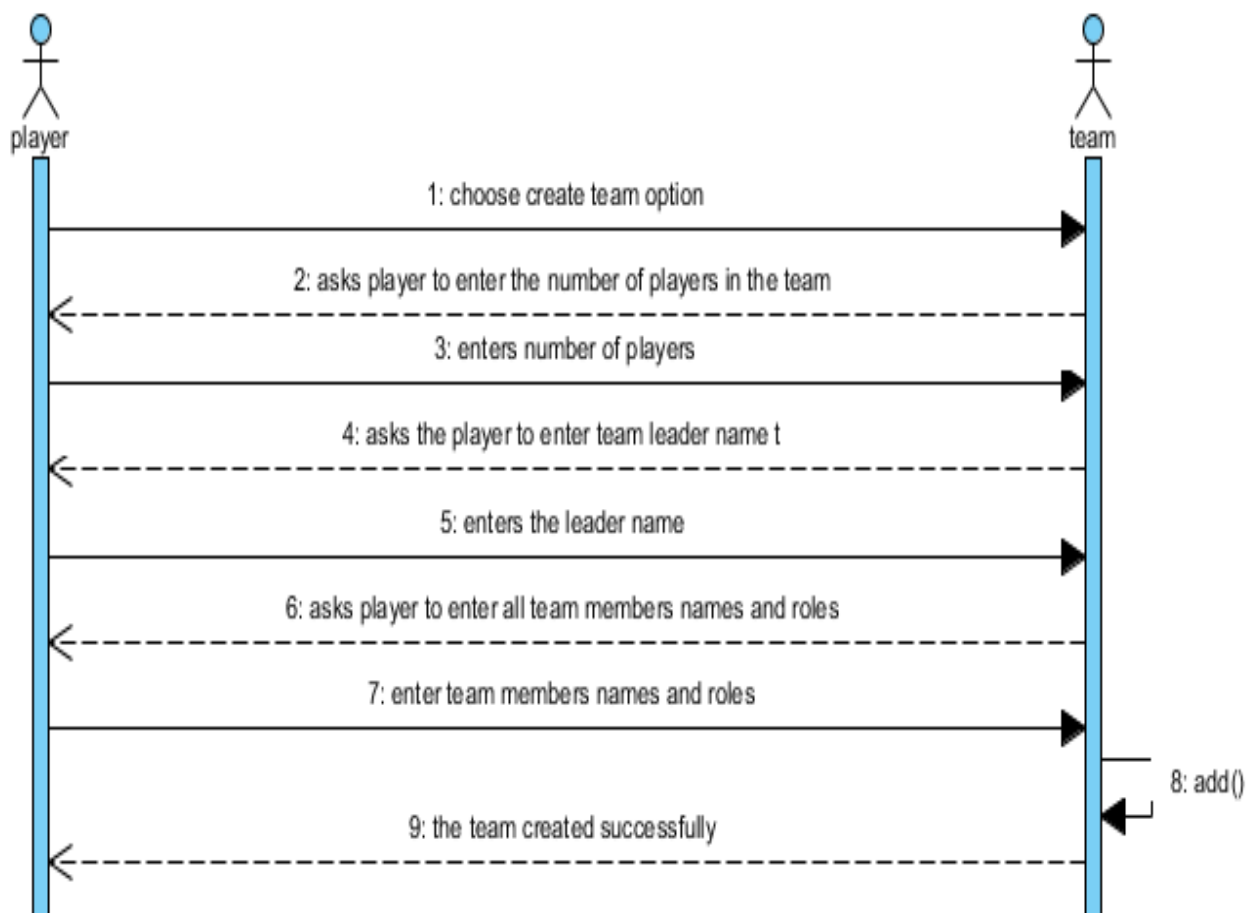 player
team
1: choose create team option
2: asks player to enter the number of players in the team
3: enters number of players
4: asks the player to enter team leader name t
5: enters the leader name
6: asks player to enter all team members names and roles
7: enter team members names and roles
8: add()
9: the team created successfully